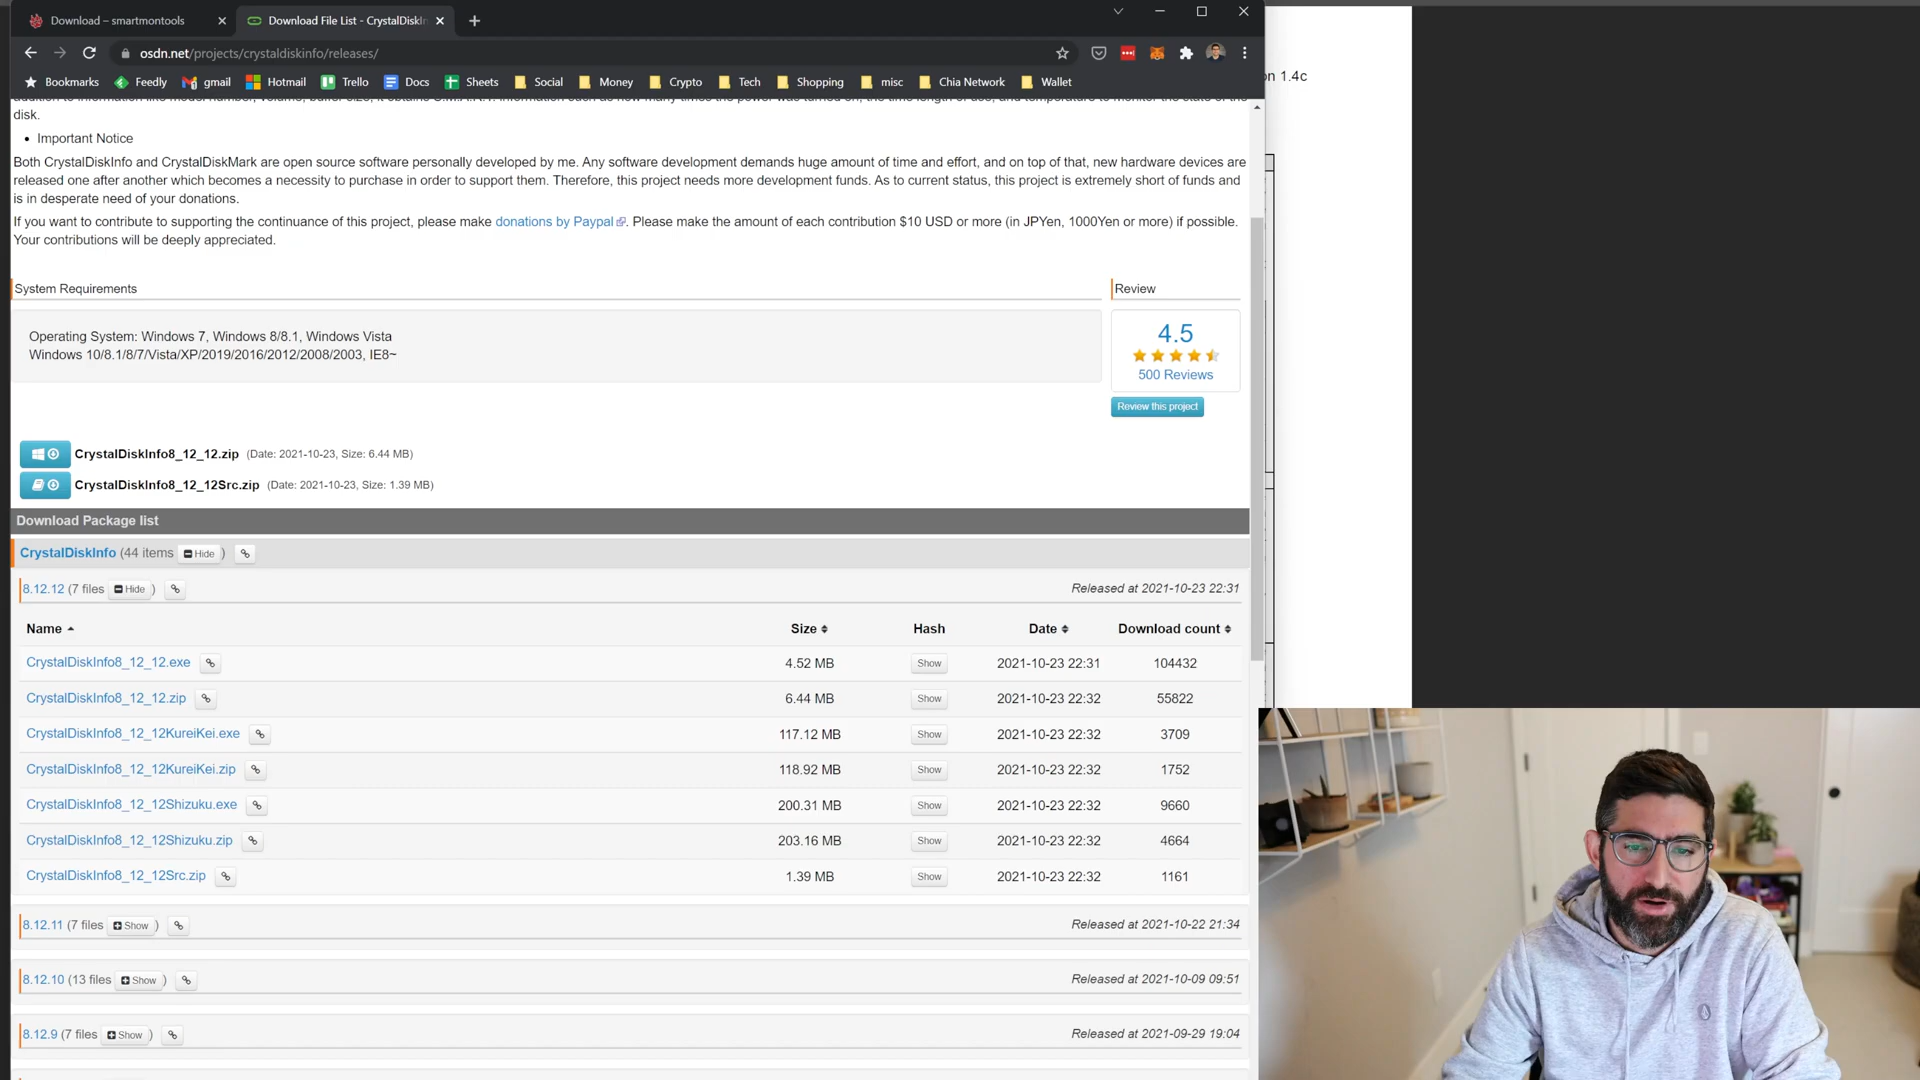 Download – smartmontools
Download File List - CrystalDiskIn
osdn.net/projects/crystaldiskinfo/releases/
Bookmarks Feedly gmail Hotmail Trello Docs Sheets Social Money Crypto Tech Shopping misc Chia Network Wallet
on 1.4c
disk.
• Important Notice
Both CrystalDiskInfo and CrystalDiskMark are open source software personally developed by me. Any software development demands huge amount of time and effort, and on top of that, new hardware devices are
released one after another which becomes a necessity to purchase in order to support them. Therefore, this project needs more development funds. As to current status, this project is extremely short of funds and
is in desperate need of your donations.
If you want to contribute to supporting the continuance of this project, please make donations by Paypal. Please make the amount of each contribution $10 USD or more (in JPYen, 1000Yen or more) if possible.
Your contributions will be deeply appreciated.
System Requirements
Review
Operating System: Windows 7, Windows 8/8.1, Windows Vista
Windows 10/8.1/8/7/Vista/XP/2019/2016/2012/2008/2003, IE8~
4.5
500 Reviews
Review this project
CrystalDiskInfo8_12_12.zip (Date: 2021-10-23, Size: 6.44 MB)
CrystalDiskInfo8_12_12Src.zip (Date: 2021-10-23, Size: 1.39 MB)
Download Package list
CrystalDiskInfo (44 items Hide )
8.12.12 (7 files Hide ) Released at 2021-10-23 22:31
Name Size Hash Date Download count
CrystalDiskInfo8_12_12.exe 4.52 MB Show 2021-10-23 22:31 104432
CrystalDiskInfo8_12_12.zip 6.44 MB Show 2021-10-23 22:32 55822
CrystalDiskInfo8_12_12KureiKei.exe 117.12 MB Show 2021-10-23 22:32 3709
CrystalDiskInfo8_12_12KureiKei.zip 118.92 MB Show 2021-10-23 22:32 1752
CrystalDiskInfo8_12_12Shizuku.exe 200.31 MB Show 2021-10-23 22:32 9660
CrystalDiskInfo8_12_12Shizuku.zip 203.16 MB Show 2021-10-23 22:32 4664
CrystalDiskInfo8_12_12Src.zip 1.39 MB Show 2021-10-23 22:32 1161
8.12.11 (7 files Show ) Released at 2021-10-22 21:34
8.12.10 (13 files Show ) Released at 2021-10-09 09:51
8.12.9 (7 files Show ) Released at 2021-09-29 19:04